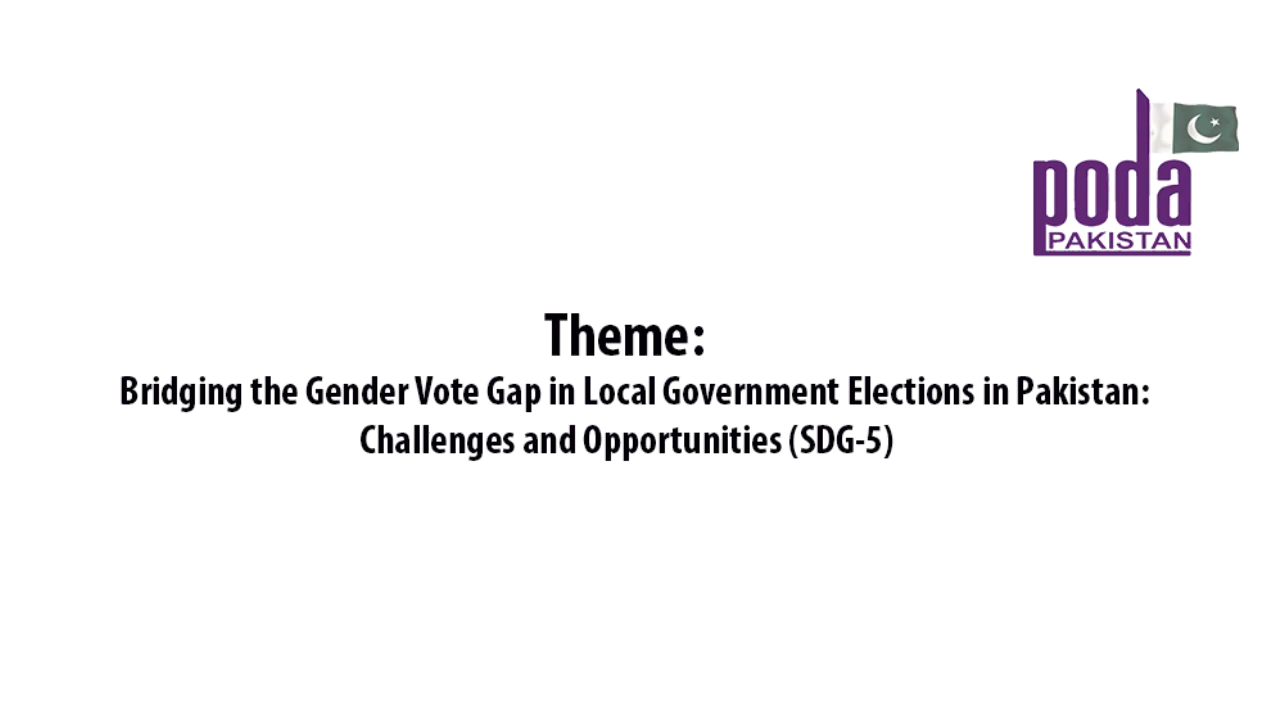 poda
PAKISTAN
Theme:
Bridging the Gender Vote Gap in Local Government Elections in Pakistan:
Challenges and Opportunities (SDG-5)